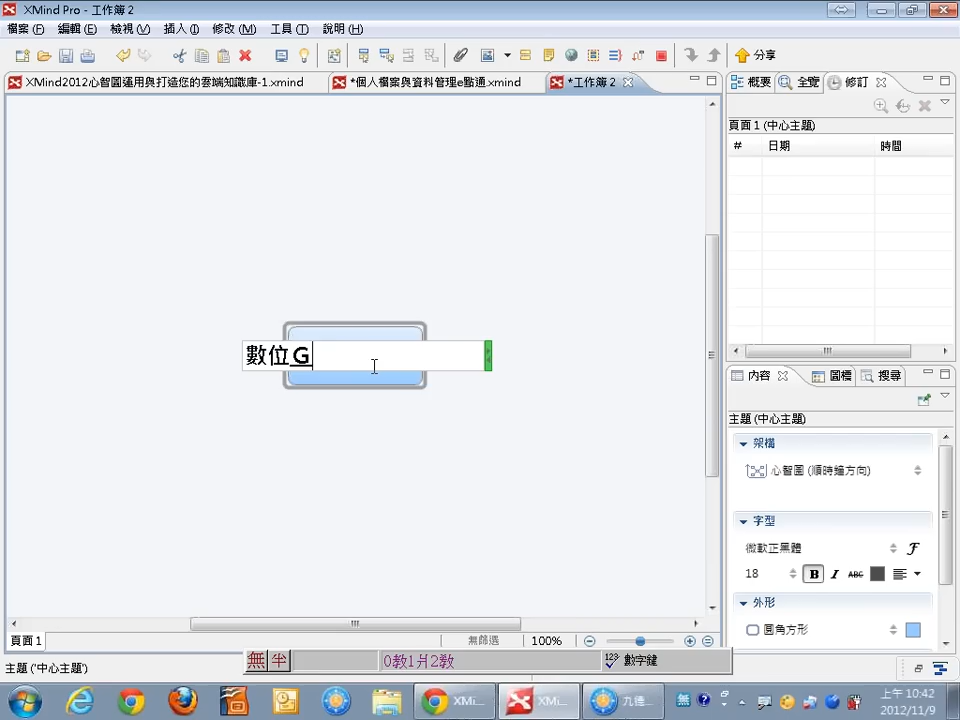 XMind Pro - 工作簿 2
檔案 (F) 編輯 (E) 檢視 (V) 插入 (I) 修改 (M) 工具 (T) 說明 (H)
分享
XMind2012心智圖運用與打造您的雲端知識庫-1.xmind
*個人檔案與資料管理e點通.xmind
*工作簿 2
概要 全覽 修訂
頁面 1 (中心主題)
# 日期 時間
數位G
內容 圖檔 搜尋
主題 (中心主題)
架構
心智圖 (順時鐘方向)
字型
微軟正黑體
18 B I ABC
外形
圓角方形
頁面 1
無篩選 100%
主題 ('中心主題')
無 半 0教1爿2敎 123 數字鍵
XMi... XMi... 九德...
無
上午 10:42
2012/11/9